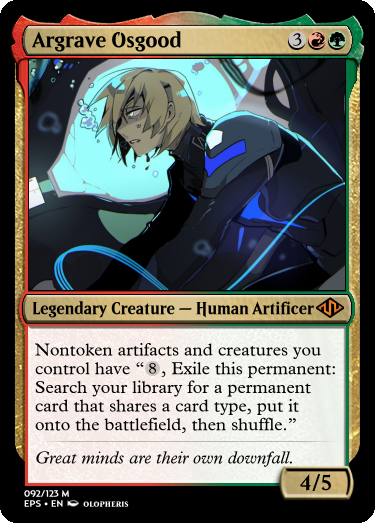 Argrave Osgood 3
Legendary Creature — Human Artificer
Nontoken artifacts and creatures you
control have “8, Exile this permanent:
Search your library for a permanent
card that shares a card type, put it
onto the battlefield, then shuffle.”
Great minds are their own downfall.
4/5
092/123 M
EPS • EN OLOPHERIS